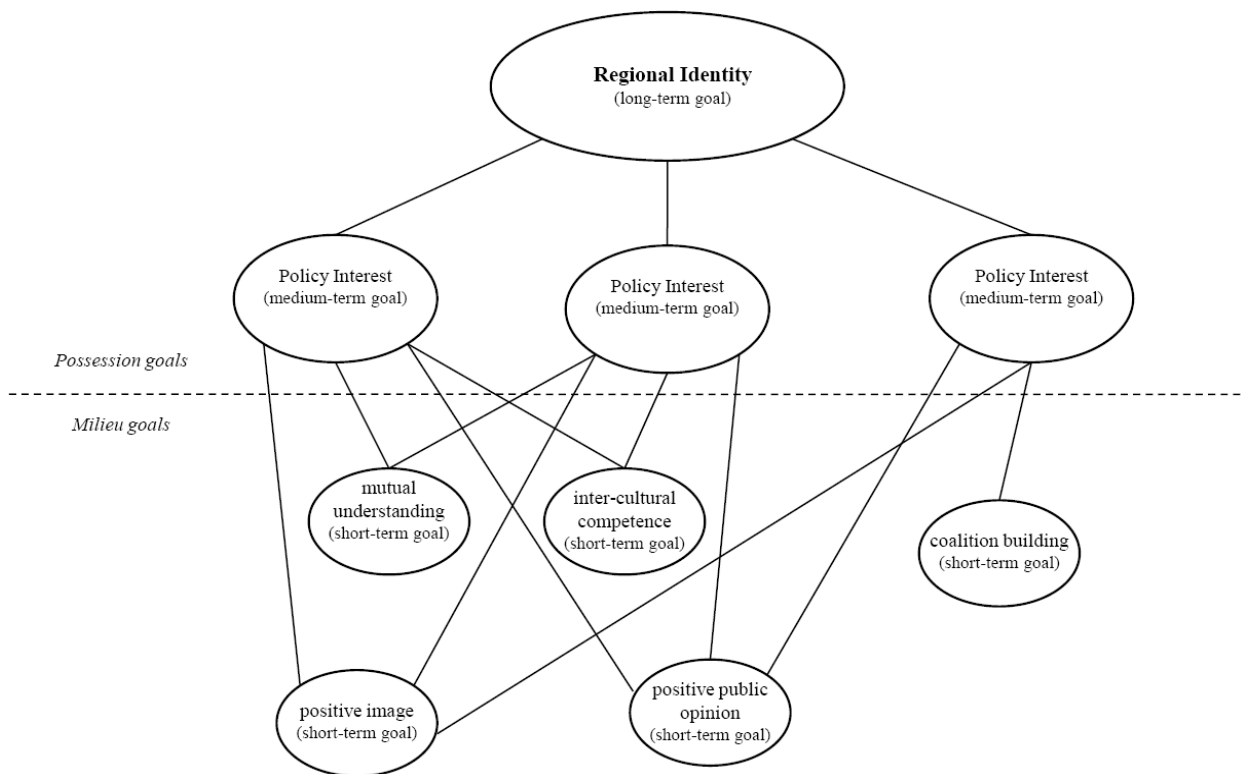 Regional Identity
(long-term goal)
Policy Interest
(medium-term goal)
Policy Interest
(medium-term goal)
Policy Interest
(medium-term goal)
Possession goals
Milieu goals
mutual
understanding
(short-term goal)
inter-cultural
competence
(short-term goal)
coalition building
(short-term goal)
positive image
(short-term goal)
positive public
opinion
(short-term goal)